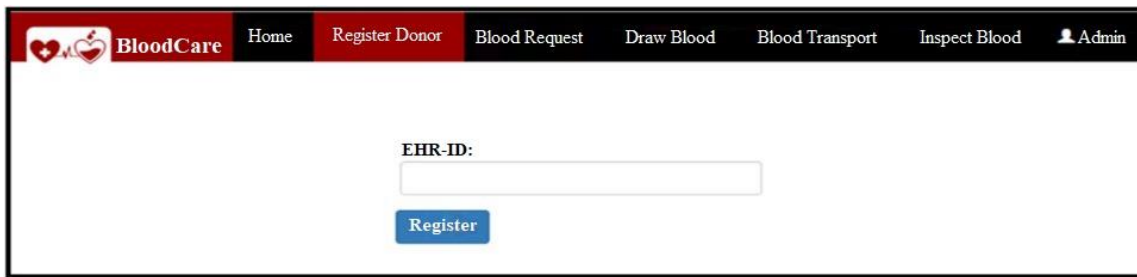 BloodCare Home Register Donor Blood Request Draw Blood Blood Transport Inspect Blood Admin
EHR-ID:
Register